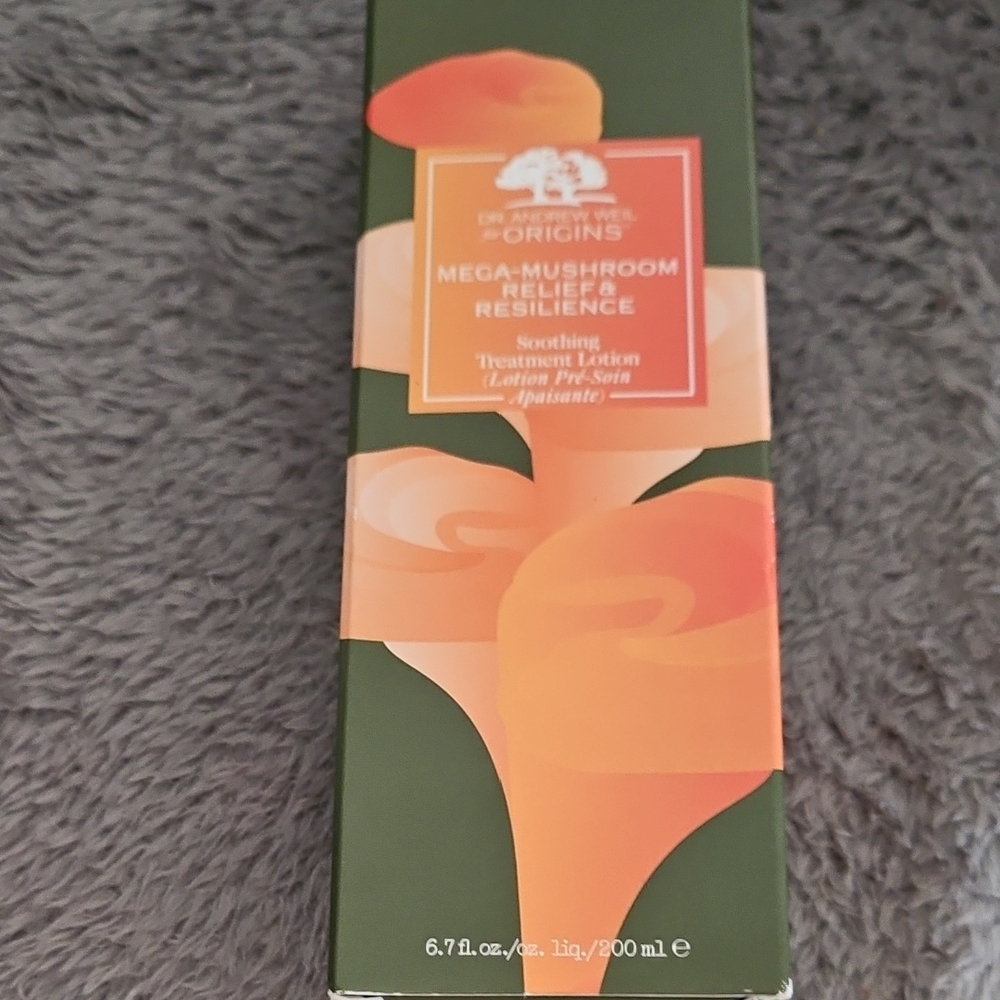 DR. ANDREW WEIL
for ORIGINS™
MEGA-MUSHROOM
RELIEF &
RESILIENCE
Soothing
Treatment Lotion
(Lotion Pré-Soin
Apaisante)
6.7 fl.oz./oz. liq./200 ml ℮